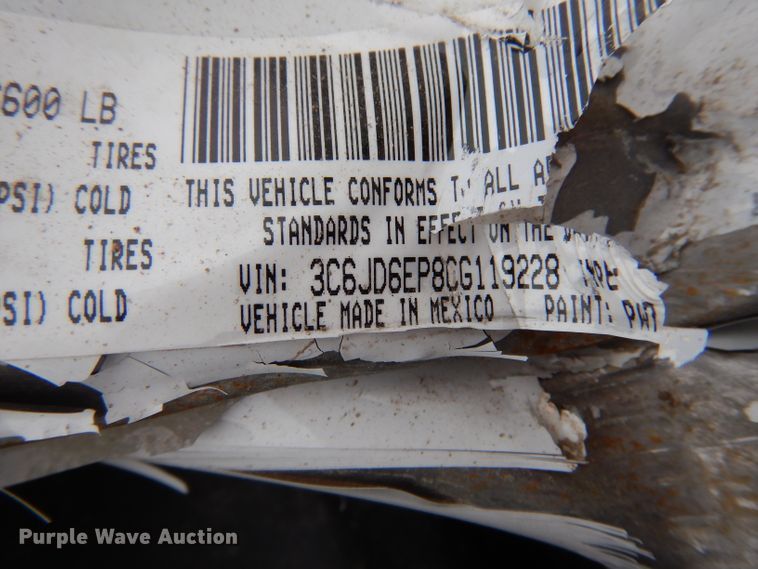 600 LB
TIRES
PSI) COLD
THIS VEHICLE CONFORMS ALL
TIRES
STANDARDS IN EFFECT ON THE
SI) COLD
VIN: 3C6JD6EP8CG119228
VEHICLE MADE IN MEXICO PAINT: PW7
Purple Wave Auction